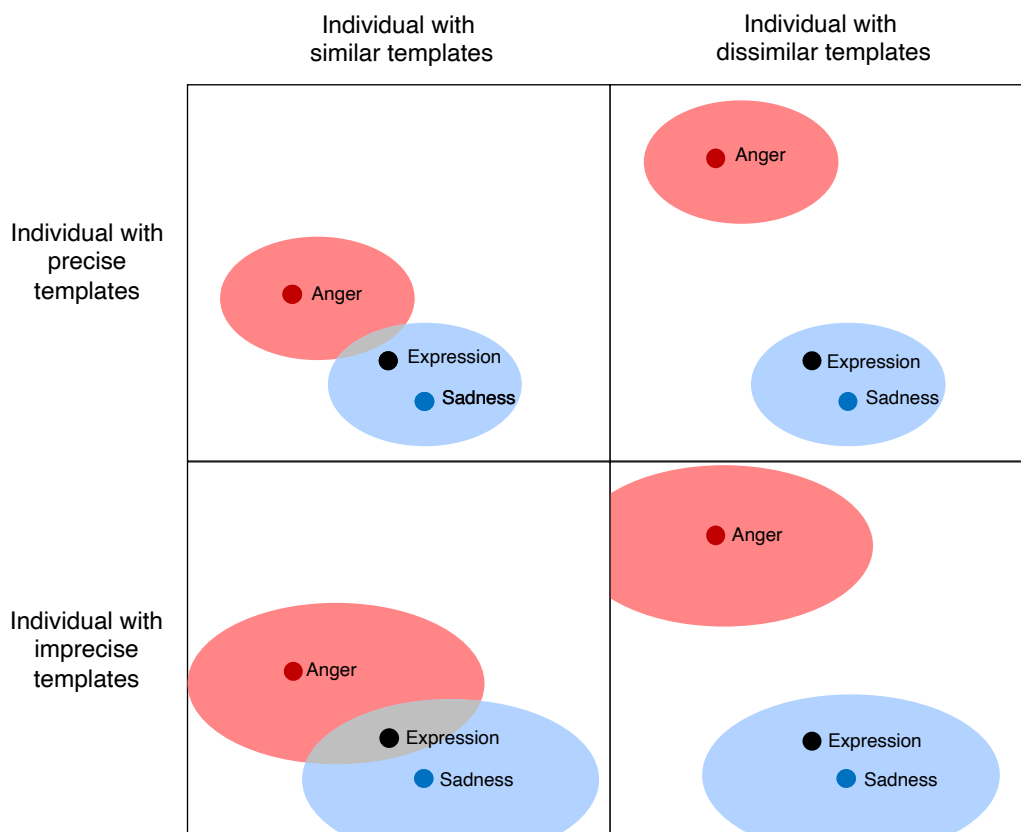 Individual with
similar templates
Individual with
dissimilar templates
Individual with
precise
templates
Anger
Expression
Sadness
Anger
Expression
Sadness
Individual with
imprecise
templates
Anger
Expression
Sadness
Anger
Expression
Sadness